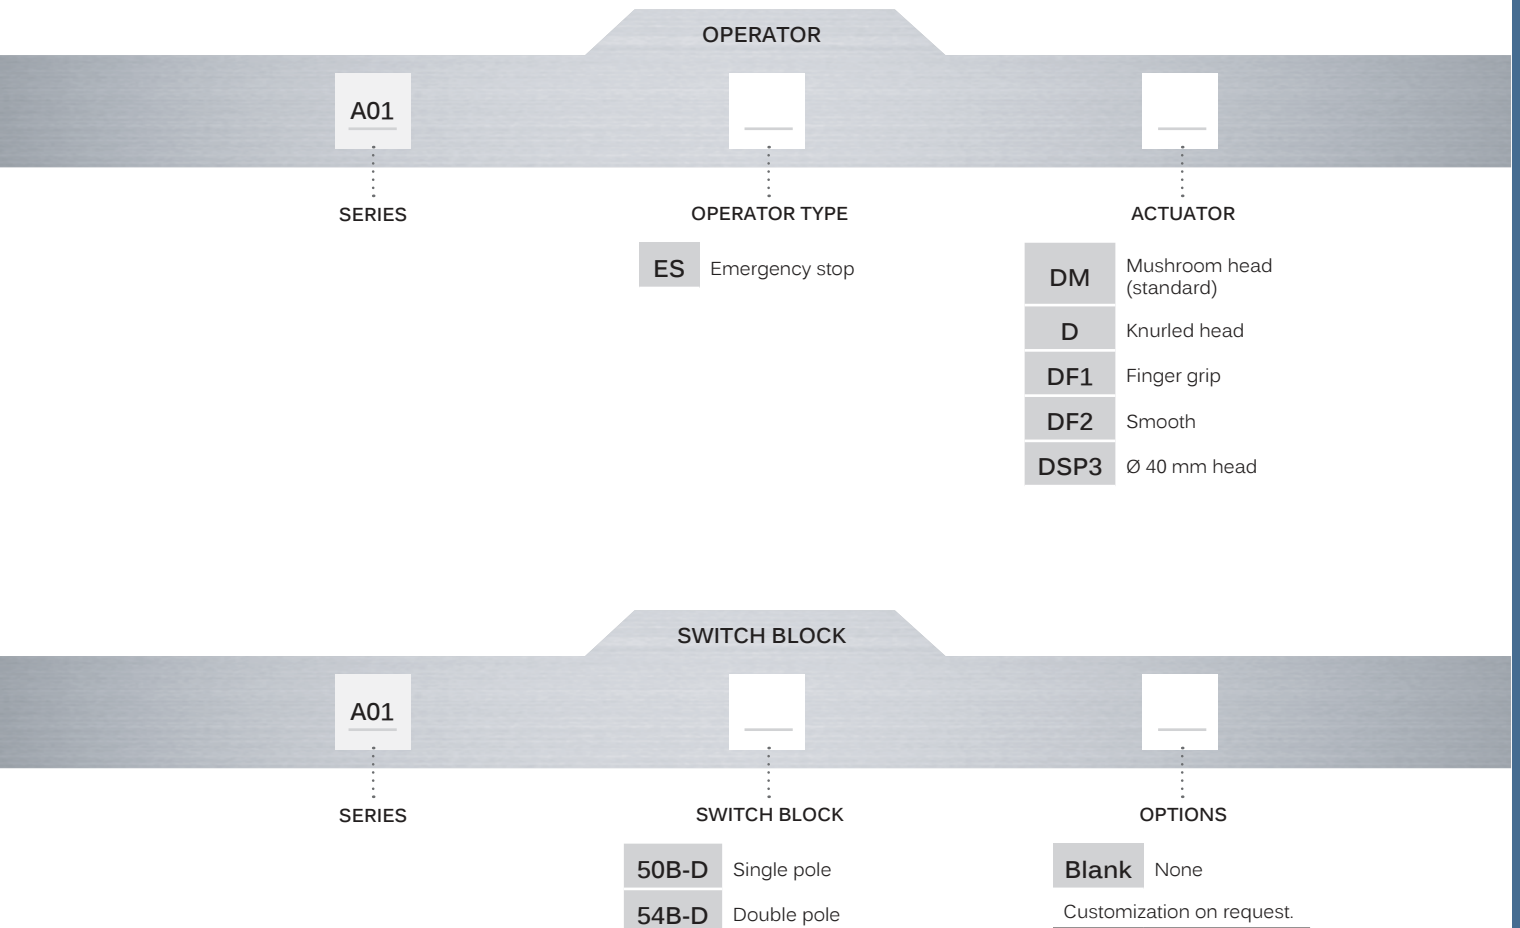 OPERATOR
A01
SERIES
OPERATOR TYPE
ACTUATOR
ES Emergency stop
DM Mushroom head
(standard)
D Knurled head
DF1 Finger grip
DF2 Smooth
DSP3 Ø 40 mm head
SWITCH BLOCK
A01
SERIES
SWITCH BLOCK
OPTIONS
50B-D Single pole
Blank None
54B-D Double pole
Customization on request.